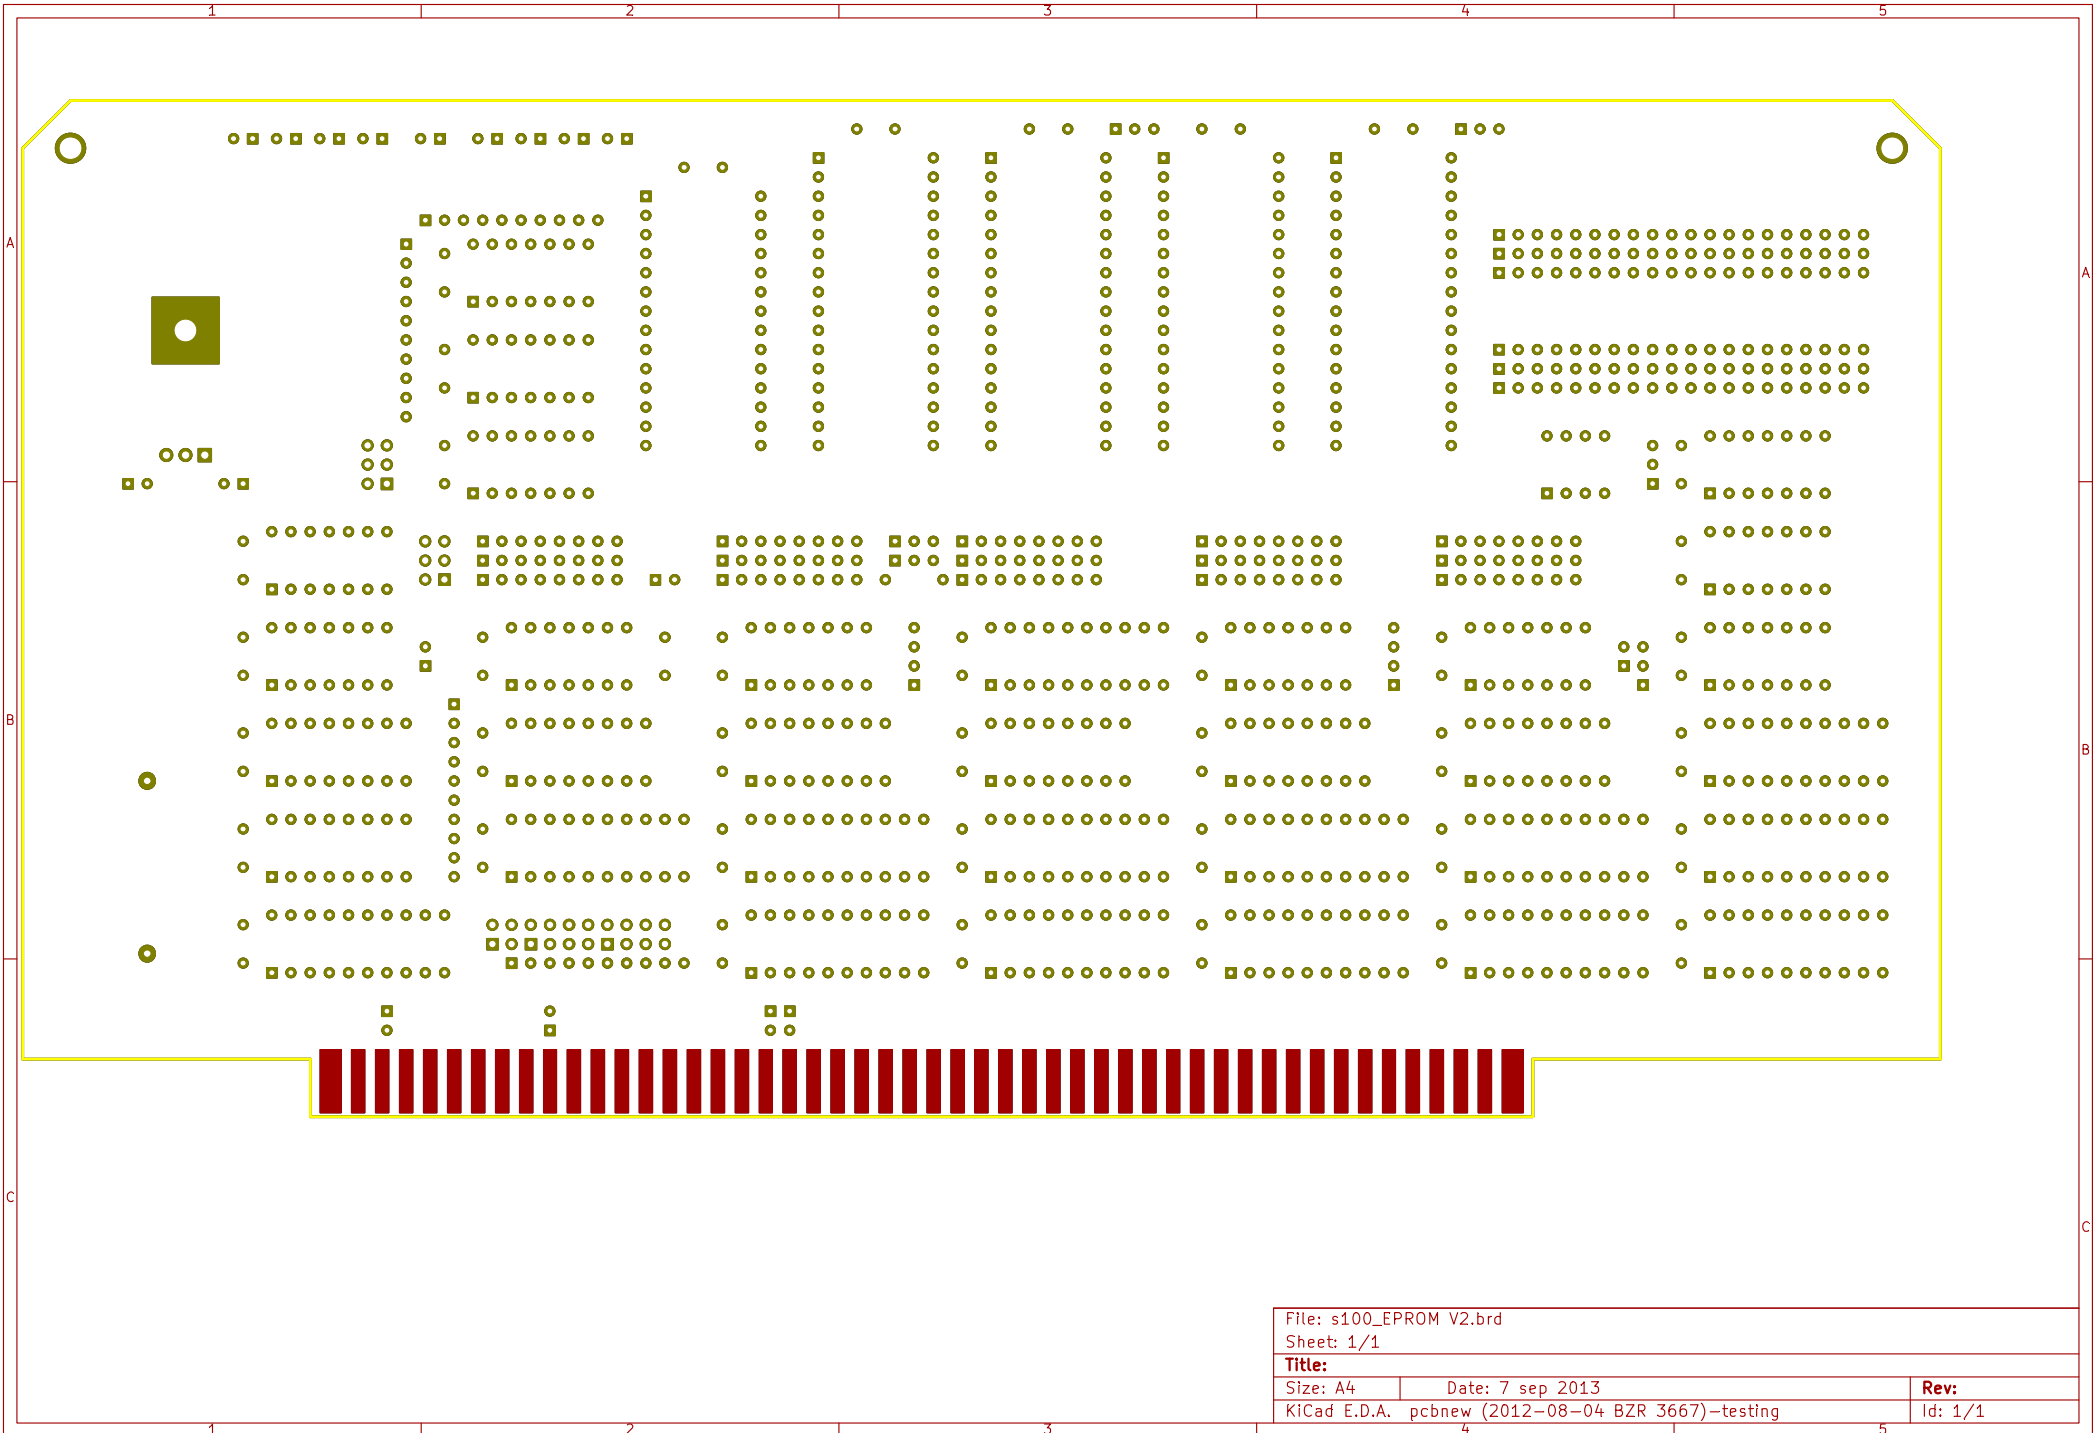 1 2 3 4 5
A A
B B
C C
File: s100_EPROM V2.brd
Sheet: 1/1
Title:
Size: A4 Date: 7 sep 2013 Rev:
KiCad E.D.A. pcbnew (2012-08-04 BZR 3667)-testing Id: 1/1
1 2 3 4 5